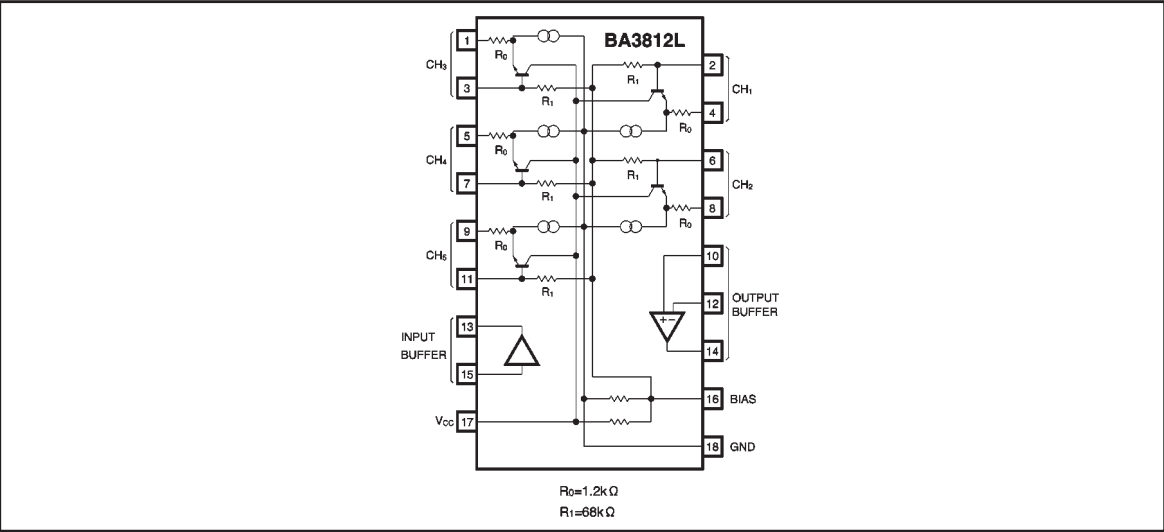 BA3812L
1
R₀
CH₃
3
R₁
2
R₁
CH₁
4
R₀
5
R₀
CH₄
7
R₁
6
R₁
CH₂
8
R₀
9
R₀
CH₅
11
R₁
10
12
OUTPUT
BUFFER
+ −
14
13
INPUT
BUFFER
15
16 BIAS
Vcc 17
18 GND
R₀=1.2kΩ
R₁=68kΩ